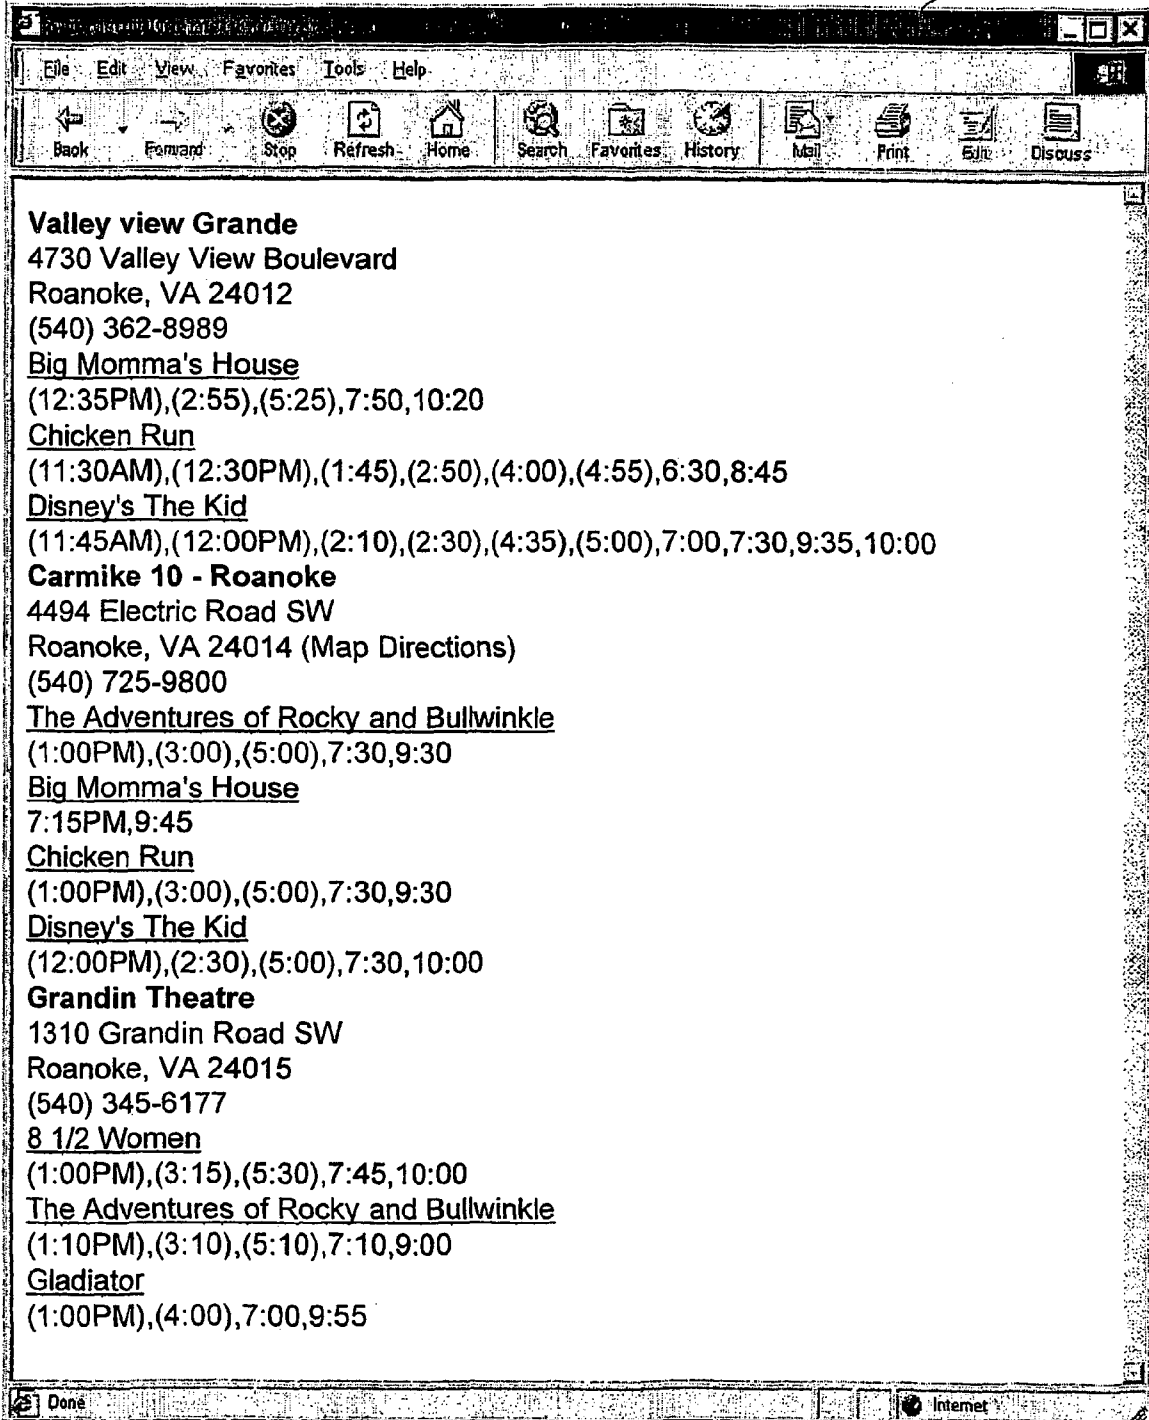 File Edit View Favorites Tools Help
Back Forward Stop Refresh Home Search Favorites History Mail Print Edit Discuss
Valley view Grande
4730 Valley View Boulevard
Roanoke, VA 24012
(540) 362-8989
Big Momma's House
(12:35PM),(2:55),(5:25),7:50,10:20
Chicken Run
(11:30AM),(12:30PM),(1:45),(2:50),(4:00),(4:55),6:30,8:45
Disney's The Kid
(11:45AM),(12:00PM),(2:10),(2:30),(4:35),(5:00),7:00,7:30,9:35,10:00
Carmike 10 - Roanoke
4494 Electric Road SW
Roanoke, VA 24014 (Map Directions)
(540) 725-9800
The Adventures of Rocky and Bullwinkle
(1:00PM),(3:00),(5:00),7:30,9:30
Big Momma's House
7:15PM,9:45
Chicken Run
(1:00PM),(3:00),(5:00),7:30,9:30
Disney's The Kid
(12:00PM),(2:30),(5:00),7:30,10:00
Grandin Theatre
1310 Grandin Road SW
Roanoke, VA 24015
(540) 345-6177
8 1/2 Women
(1:00PM),(3:15),(5:30),7:45,10:00
The Adventures of Rocky and Bullwinkle
(1:10PM),(3:10),(5:10),7:10,9:00
Gladiator
(1:00PM),(4:00),7:00,9:55
Done Internet